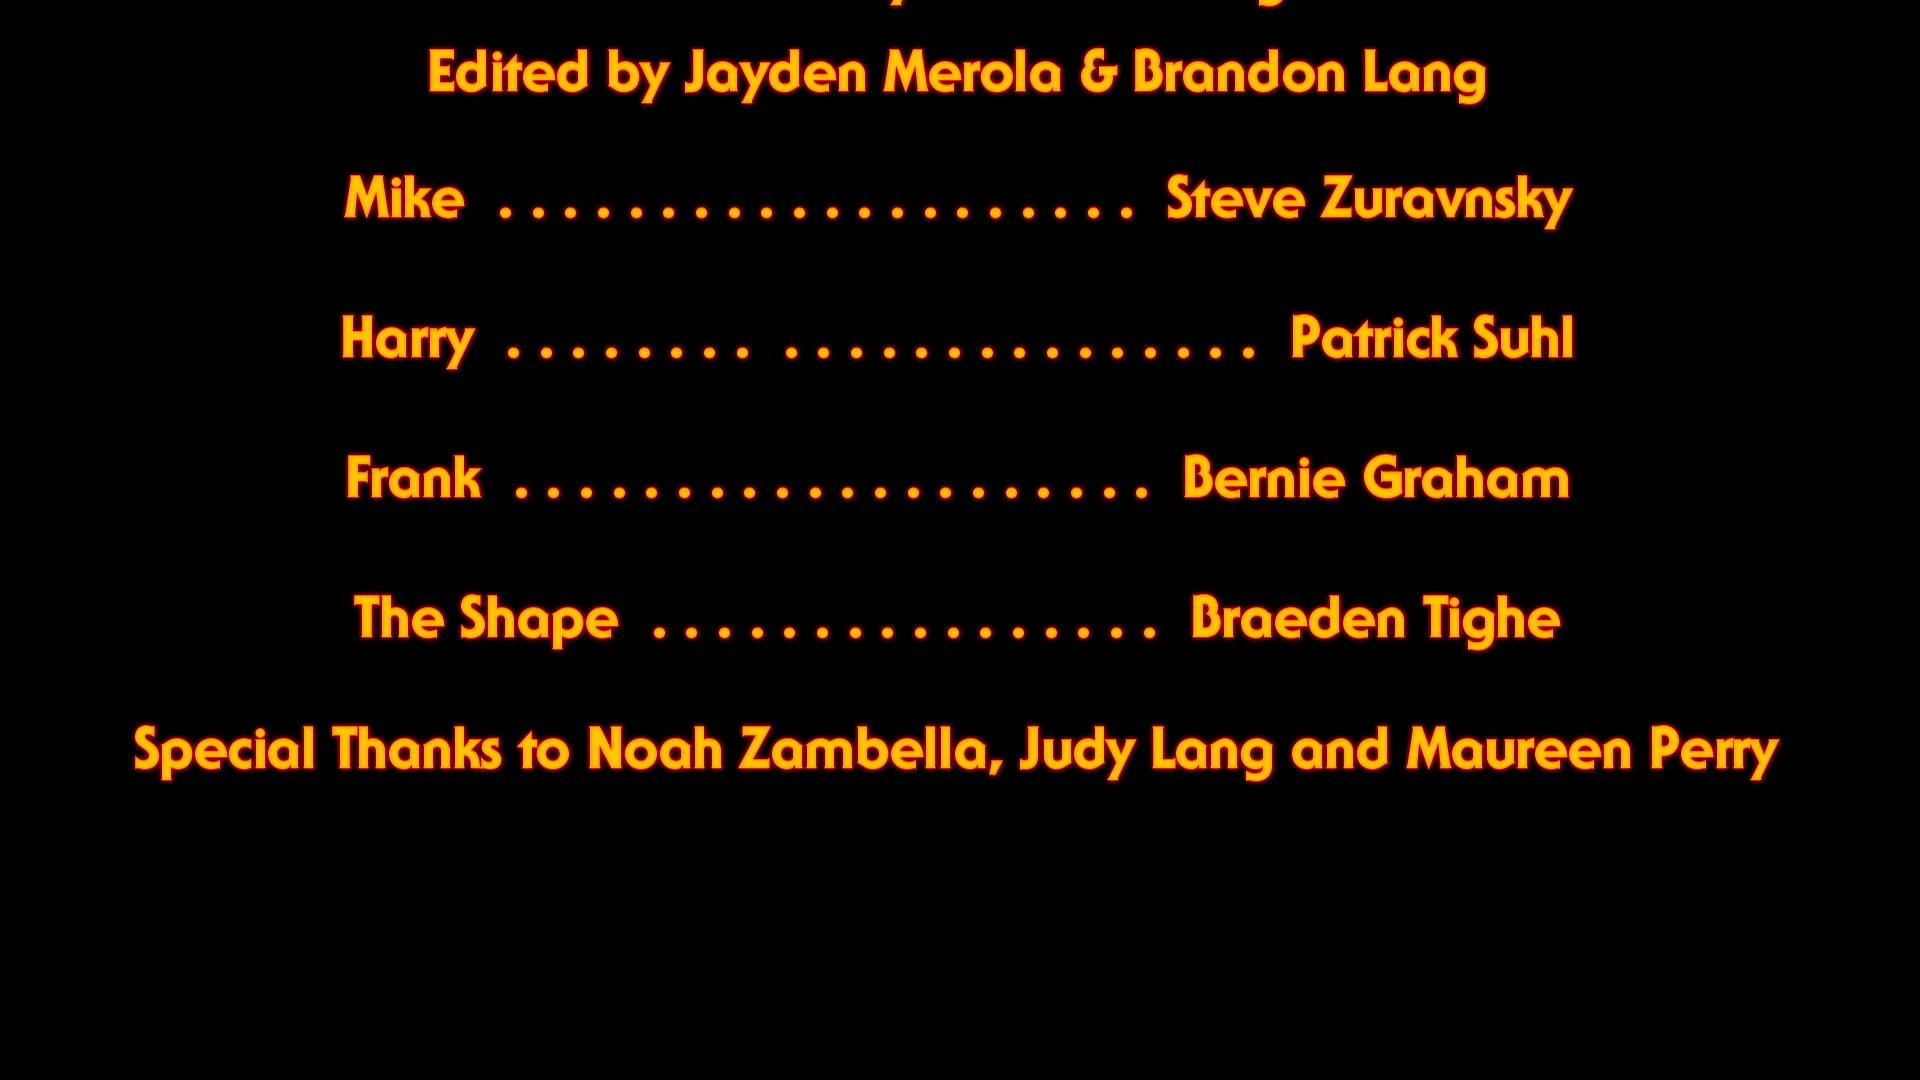 Edited by Jayden Merola & Brandon Lang
Mike . . . . . . . . . . . . . . . . . . . . Steve Zuravnsky
Harry . . . . . . . . . . . . . . . . . . . . . . . Patrick Suhl
Frank . . . . . . . . . . . . . . . . . . . . Bernie Graham
The Shape . . . . . . . . . . . . . . . . Braeden Tighe
Special Thanks to Noah Zambella, Judy Lang and Maureen Perry